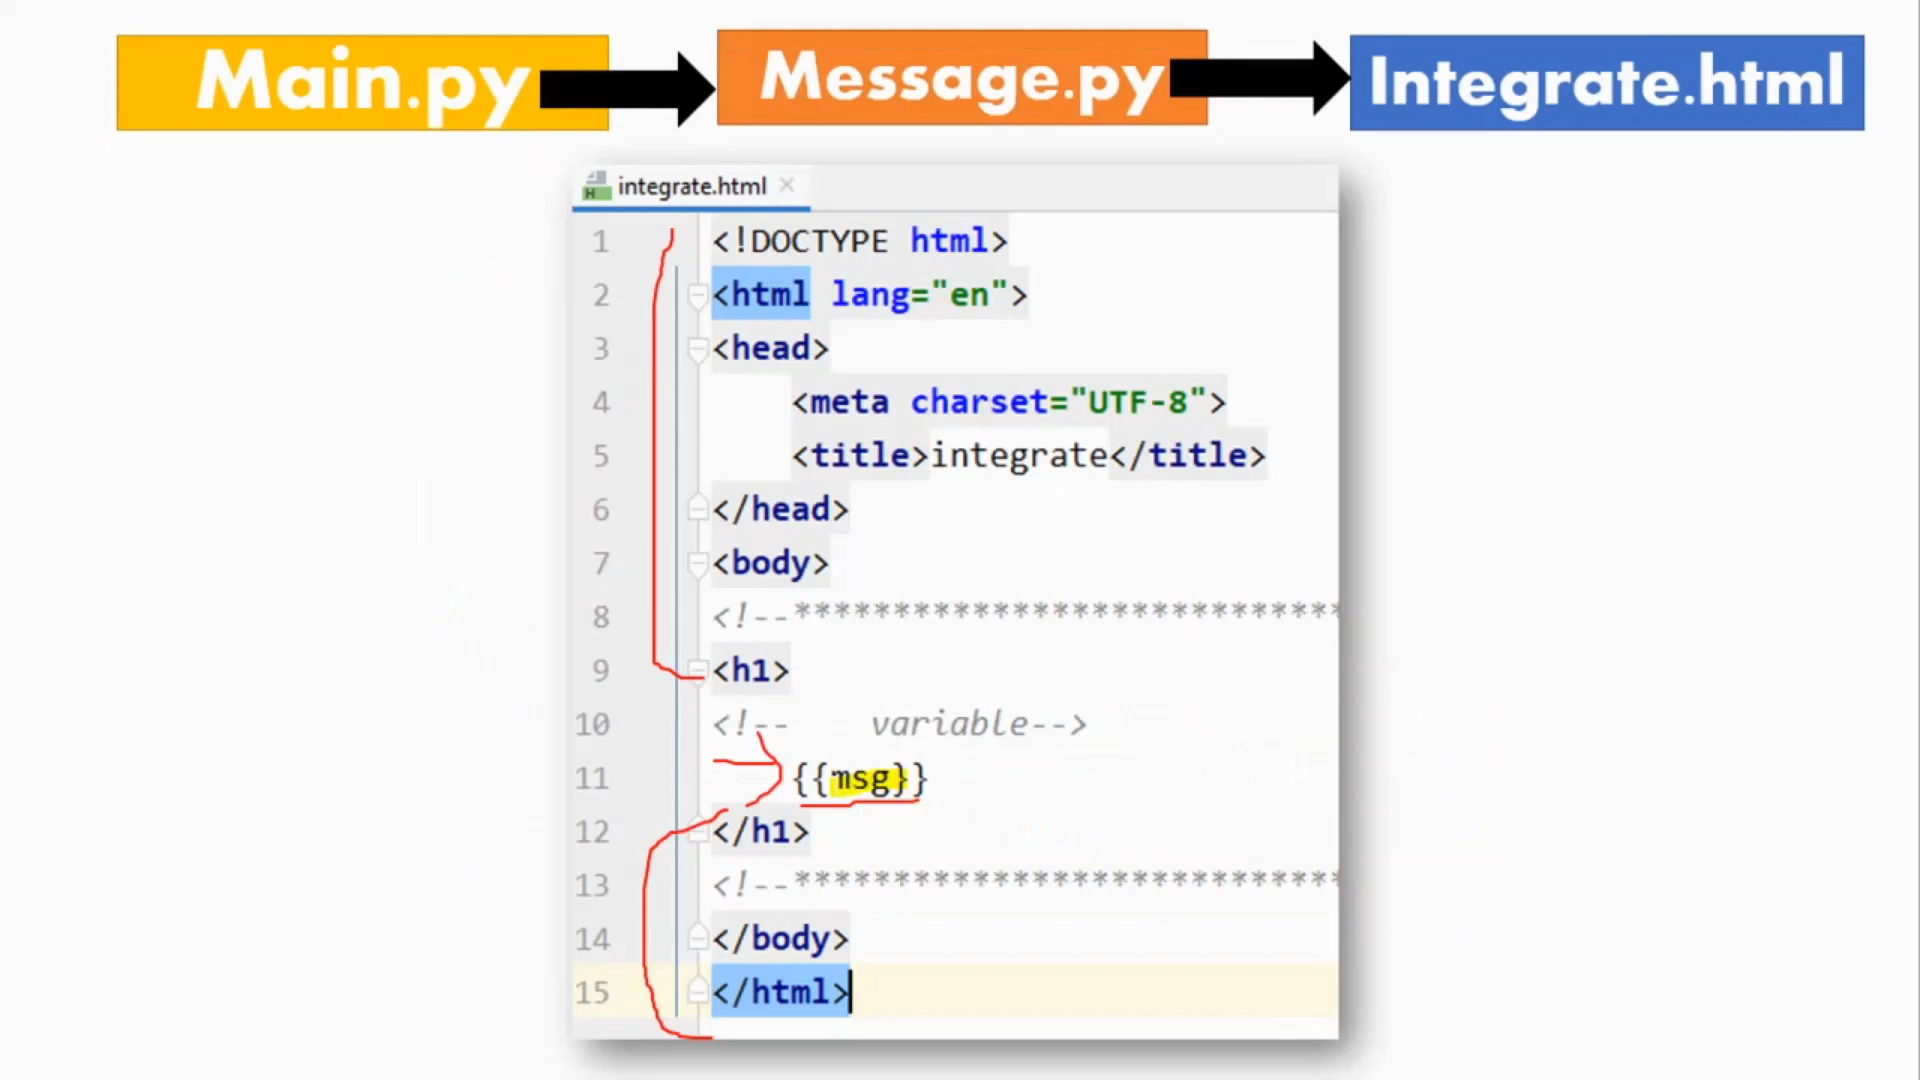 Main.py
Message.py
Integrate.html
integrate.html
1 <!DOCTYPE html>
2 <html lang="en">
3 <head>
4 <meta charset="UTF-8">
5 <title>integrate</title>
6 </head>
7 <body>
8 <!--****************************
9 <h1>
10 <!-- variable-->
11 {{msg}}
12 </h1>
13 <!--****************************
14 </body>
15 </html>